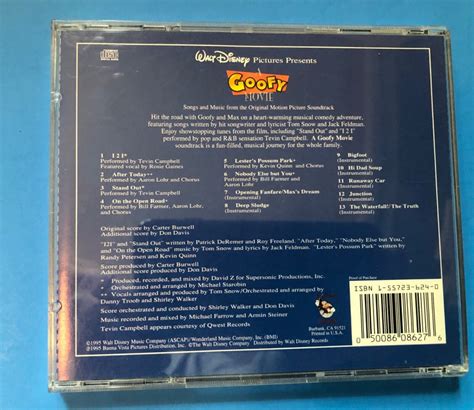 WALT DISNEY Pictures Presents
A
GOOFY
MOVIE
Songs and Music from the Original Motion Picture Soundtrack
Hit the road with Goofy and Max on a heart-warming musical comedy adventure,
featuring songs written by hit songwriter and lyricist Tom Snow and Jack Feldman.
Enjoy showstopping tunes from the film, including "Stand Out" and "I 2 I"
performed by pop and R&B sensation Tevin Campbell. A Goofy Movie
soundtrack is a fun-filled, musical journey for the whole family.
1 I 2 I*
Performed by Tevin Campbell
Featured vocal by Rosie Gaines
2 After Today++
Performed by Aaron Lohr and Chorus
3 Stand Out*
Performed by Tevin Campbell
4 On the Open Road+
Performed by Bill Farmer,
Aaron Lohr, and Chorus
5 Lester's Possum Park+
Performed by Kevin Quinn and Chorus
6 Nobody Else but You+
Performed by Bill Farmer and
Aaron Lohr
7 Opening Fanfare/Max's Dream
(Instrumental)
8 Deep Sludge
(Instrumental)
9 Bigfoot
(Instrumental)
10 Hi Dad Soup
(Instrumental)
11 Runaway Car
(Instrumental)
12 Junction
(Instrumental)
13 The Waterfall!/The Truth
(Instrumental)
Original score by Carter Burwell
Additional score by Don Davis
"I2I" and "Stand Out" written by Patrick DeRemer and Roy Freeland. "After Today," "Nobody Else but You,"
and "On the Open Road" music by Tom Snow and lyrics by Jack Feldman. "Lester's Possum Park" written by
Randy Petersen and Kevin Quinn
Score produced by Carter Burwell
Additional score by Don Davis
Produced, mixed, and recorded by David Z for Supersonic Productions, Inc.
Orchestrated and arranged by Michael Starobin
Vocals arranged and produced by Tom Snow/Orchestrated and arranged by
Danny Troob and Shirley Walker
Score orchestrated and conducted by Shirley Walker and Don Davis
Music recorded and mixed by Michael Farrow and Armin Steiner
Tevin Campbell appears courtesy of Qwest Records
©1995 Walt Disney Music Company (ASCAP)/Wonderland Music Company, Inc. (BMI)
©1995 Buena Vista Pictures Distribution, Inc. ©The Walt Disney Company
Distributed by Walt Disney Records
Burbank, CA 91521
Printed in U.S.A.
Proof of Purchase
ISBN 1-55723-624-0
50086 08627 6